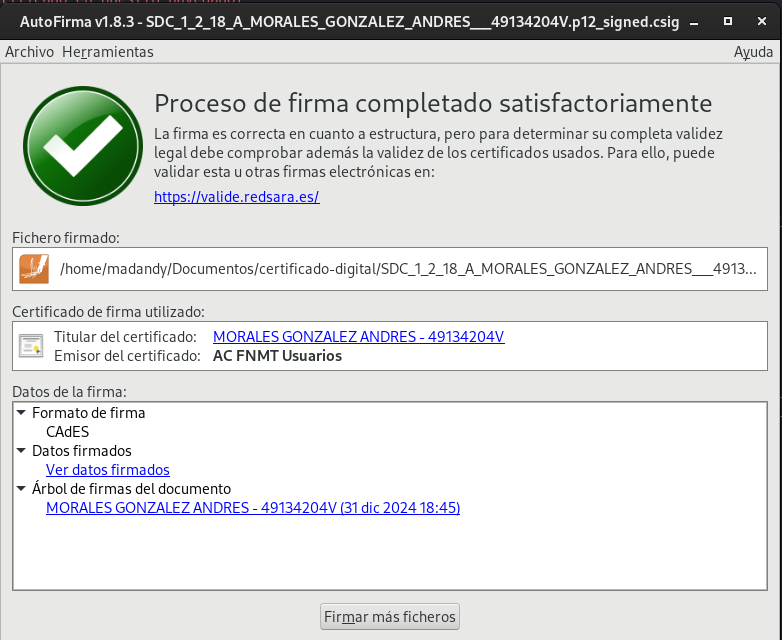 AutoFirma v1.8.3 - SDC_1_2_18_A_MORALES_GONZALEZ_ANDRES___49134204V.p12_signed.csig
Archivo Herramientas Ayuda
Proceso de firma completado satisfactoriamente
La firma es correcta en cuanto a estructura, pero para determinar su completa validez
legal debe comprobar además la validez de los certificados usados. Para ello, puede
validar esta u otras firmas electrónicas en:
https://valide.redsara.es/
Fichero firmado:
/home/madandy/Documentos/certificado-digital/SDC_1_2_18_A_MORALES_GONZALEZ_ANDRES___4913...
Certificado de firma utilizado:
Titular del certificado: MORALES GONZALEZ ANDRES - 49134204V
Emisor del certificado: AC FNMT Usuarios
Datos de la firma:
Formato de firma
CAdES
Datos firmados
Ver datos firmados
Árbol de firmas del documento
MORALES GONZALEZ ANDRES - 49134204V (31 dic 2024 18:45)
Firmar más ficheros